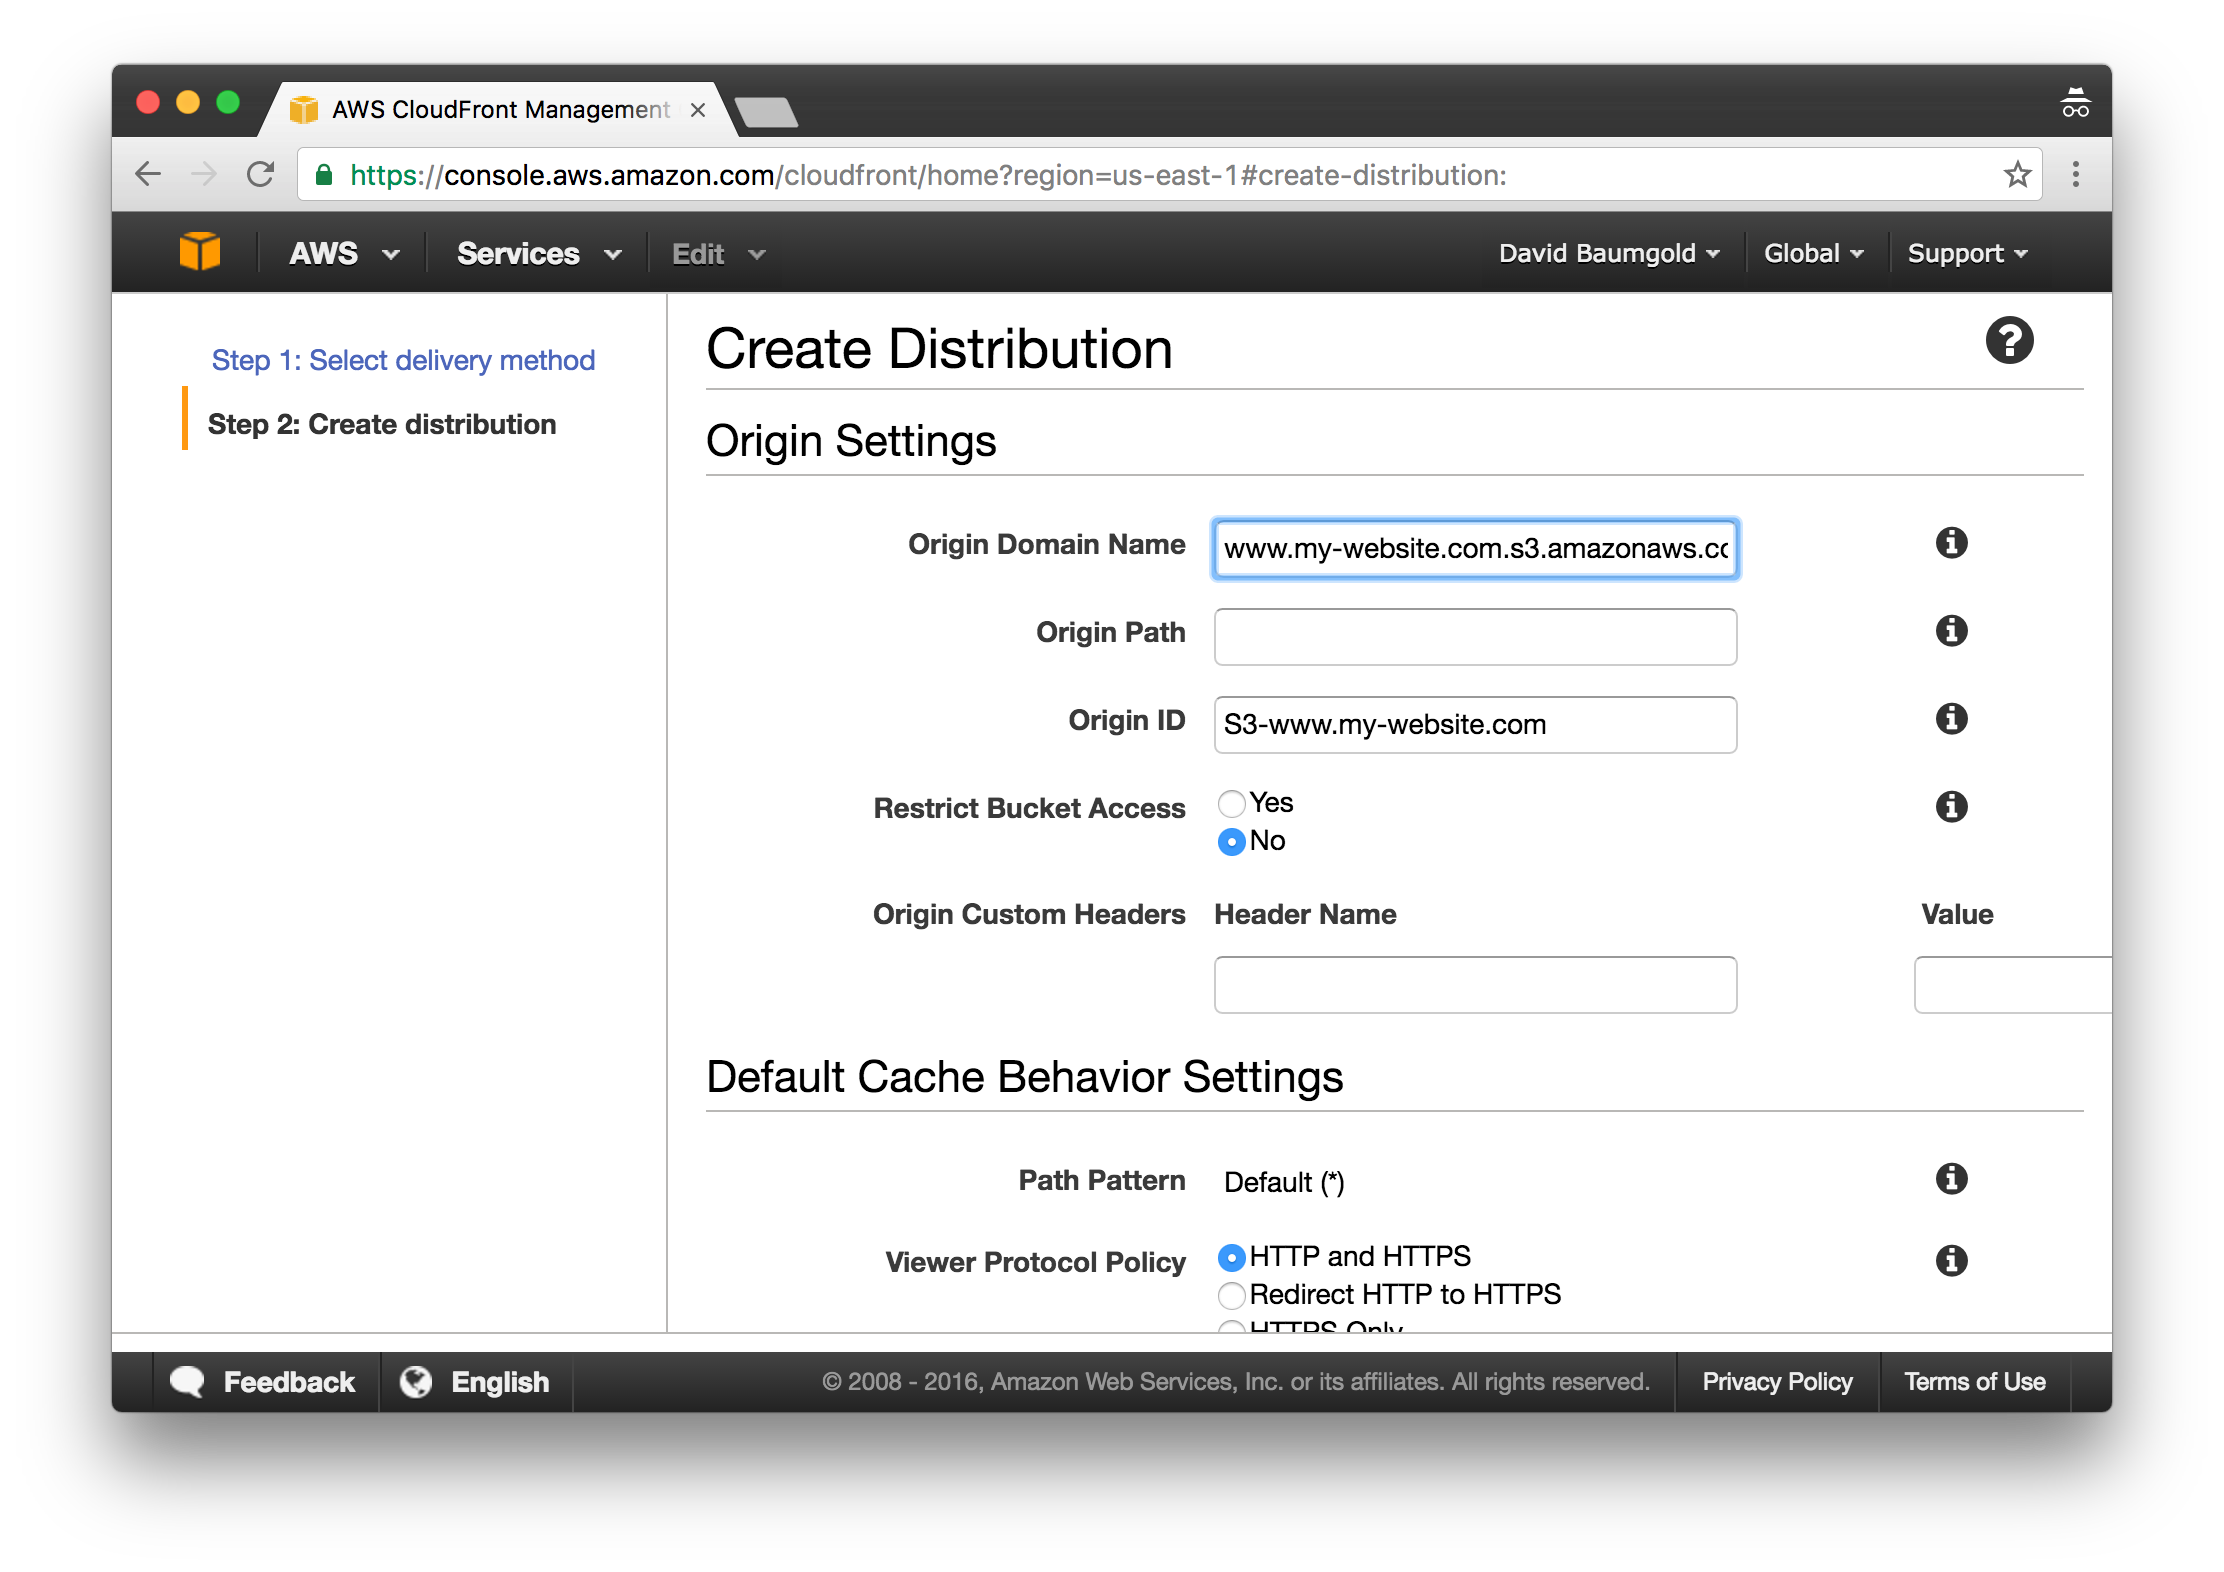 AWS CloudFront Management
https://console.aws.amazon.com/cloudfront/home?region=us-east-1#create-distribution:
AWS Services Edit David Baumgold Global Support
Step 1: Select delivery method
Step 2: Create distribution
Create Distribution
Origin Settings
Origin Domain Name www.my-website.com.s3.amazonaws.co
Origin Path
Origin ID S3-www.my-website.com
Restrict Bucket Access Yes
No
Origin Custom Headers Header Name Value
Default Cache Behavior Settings
Path Pattern Default (*)
Viewer Protocol Policy HTTP and HTTPS
Redirect HTTP to HTTPS
HTTPS Only
Feedback English © 2008 - 2016, Amazon Web Services, Inc. or its affiliates. All rights reserved. Privacy Policy Terms of Use